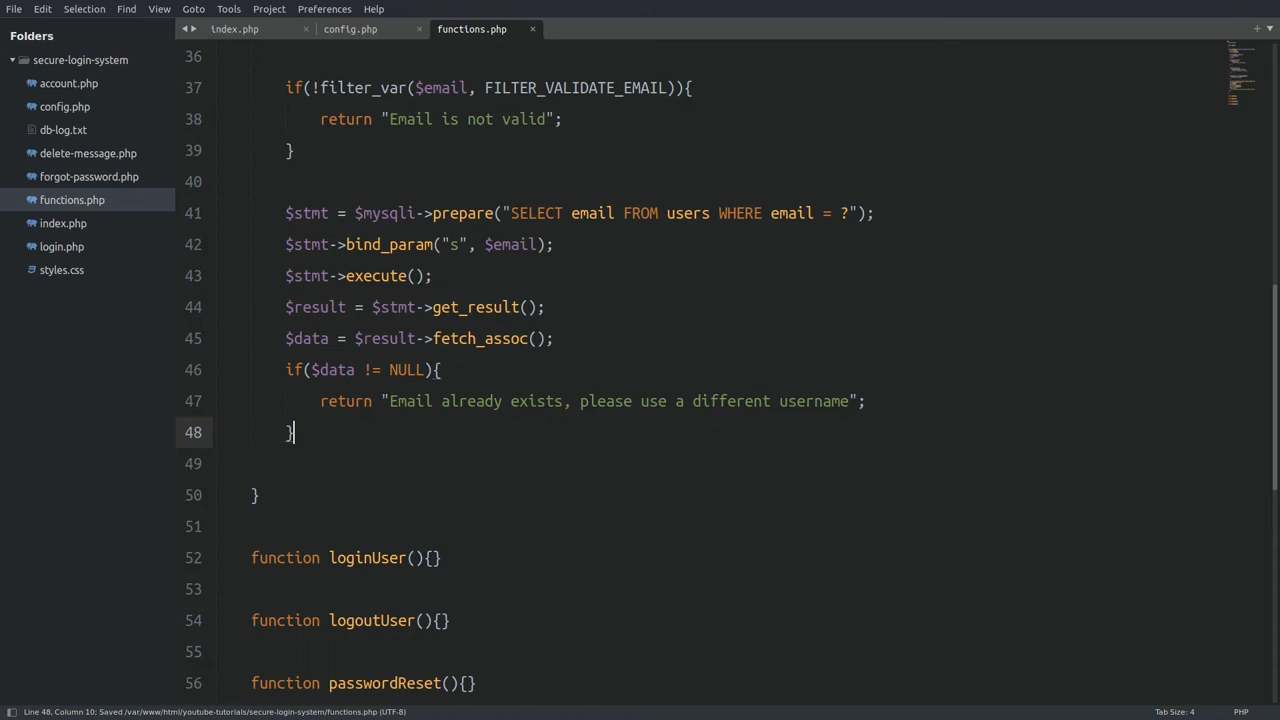 File Edit Selection Find View Goto Tools Project Preferences Help
Folders
secure-login-system
account.php
config.php
db-log.txt
delete-message.php
forgot-password.php
functions.php
index.php
login.php
styles.css
index.php × config.php × functions.php ×
36
37 if(!filter_var($email, FILTER_VALIDATE_EMAIL)){
38 return "Email is not valid";
39 }
40
41 $stmt = $mysqli->prepare("SELECT email FROM users WHERE email = ?");
42 $stmt->bind_param("s", $email);
43 $stmt->execute();
44 $result = $stmt->get_result();
45 $data = $result->fetch_assoc();
46 if($data != NULL){
47 return "Email already exists, please use a different username";
48 }
49
50 }
51
52 function loginUser(){}
53
54 function logoutUser(){}
55
56 function passwordReset(){}
Line 48, Column 10; Saved /var/www/html/youtube-tutorials/secure-login-system/functions.php (UTF-8) Tab Size: 4 PHP